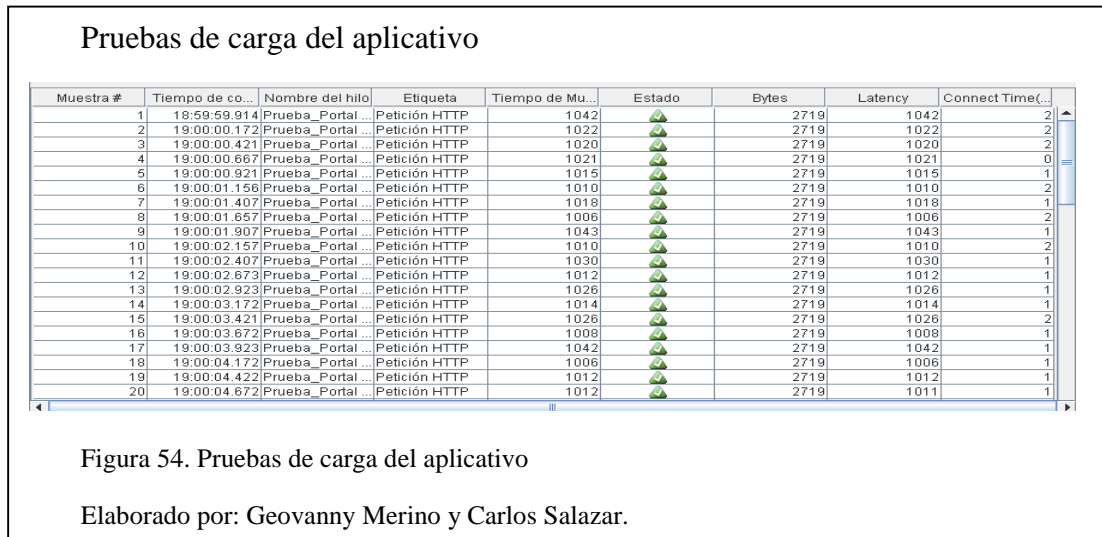 Pruebas de carga del aplicativo
Muestra # Tiempo de co... Nombre del hilo Etiqueta Tiempo de Mu... Estado Bytes Latency Connect Time(...
1 18:59:59.914 Prueba_Portal ... Petición HTTP 1042 2719 1042 2
2 19:00:00.172 Prueba_Portal ... Petición HTTP 1022 2719 1022 2
3 19:00:00.421 Prueba_Portal ... Petición HTTP 1020 2719 1020 2
4 19:00:00.667 Prueba_Portal ... Petición HTTP 1021 2719 1021 0
5 19:00:00.921 Prueba_Portal ... Petición HTTP 1015 2719 1015 1
6 19:00:01.156 Prueba_Portal ... Petición HTTP 1010 2719 1010 2
7 19:00:01.407 Prueba_Portal ... Petición HTTP 1018 2719 1018 1
8 19:00:01.657 Prueba_Portal ... Petición HTTP 1006 2719 1006 2
9 19:00:01.907 Prueba_Portal ... Petición HTTP 1043 2719 1043 1
10 19:00:02.157 Prueba_Portal ... Petición HTTP 1010 2719 1010 2
11 19:00:02.407 Prueba_Portal ... Petición HTTP 1030 2719 1030 1
12 19:00:02.673 Prueba_Portal ... Petición HTTP 1012 2719 1012 1
13 19:00:02.923 Prueba_Portal ... Petición HTTP 1026 2719 1026 1
14 19:00:03.172 Prueba_Portal ... Petición HTTP 1014 2719 1014 1
15 19:00:03.421 Prueba_Portal ... Petición HTTP 1026 2719 1026 2
16 19:00:03.672 Prueba_Portal ... Petición HTTP 1008 2719 1008 1
17 19:00:03.923 Prueba_Portal ... Petición HTTP 1042 2719 1042 1
18 19:00:04.172 Prueba_Portal ... Petición HTTP 1006 2719 1006 1
19 19:00:04.422 Prueba_Portal ... Petición HTTP 1012 2719 1012 1
20 19:00:04.672 Prueba_Portal ... Petición HTTP 1012 2719 1011 1
Figura 54. Pruebas de carga del aplicativo
Elaborado por: Geovanny Merino y Carlos Salazar.